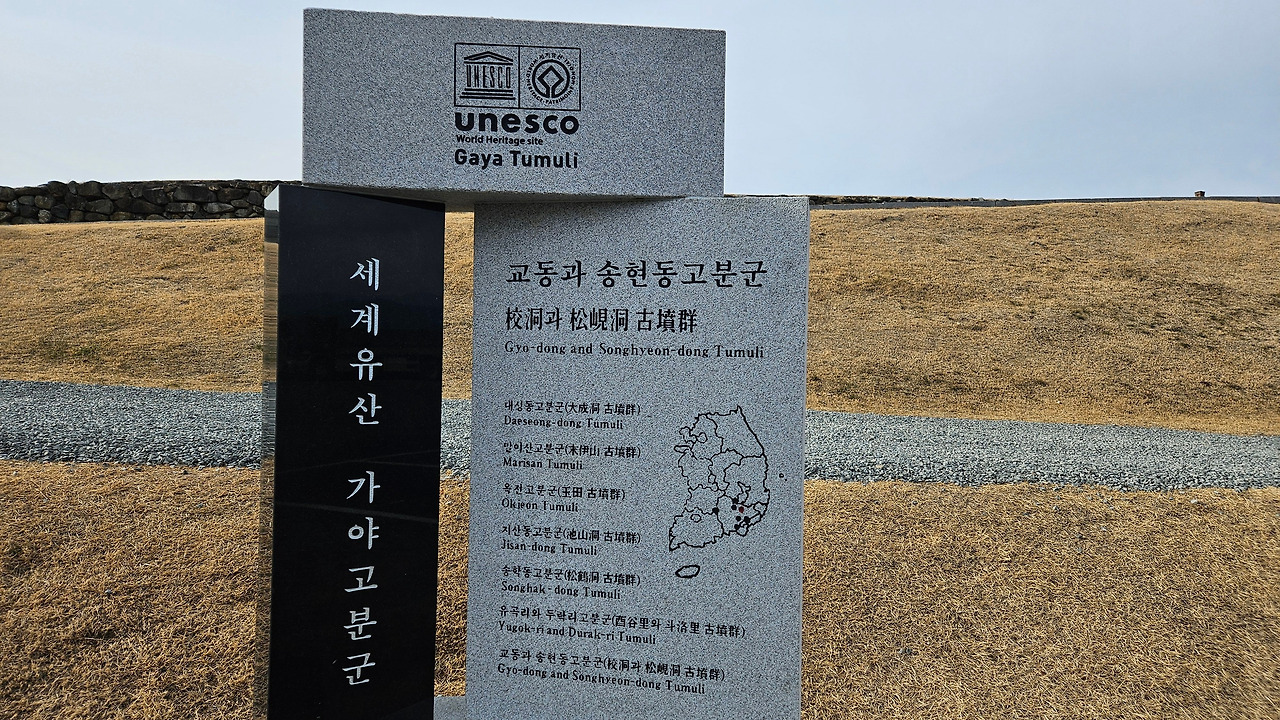 UNESCO
unesco
World Heritage site
Gaya Tumuli
세계유산 가야고분군
교동과 송현동고분군
校洞과 松峴洞 古墳群
Gyo-dong and Songhyeon-dong Tumuli
대성동고분군(大成洞 古墳群)
Daeseong-dong Tumuli
말이산고분군(末伊山 古墳群)
Marisan Tumuli
옥전고분군(玉田 古墳群)
Okjeon Tumuli
지산동고분군(池山洞 古墳群)
Jisan-dong Tumuli
송학동고분군(松鶴洞 古墳群)
Songhak-dong Tumuli
유곡리와 두락리고분군(酉谷里와 斗洛里 古墳群)
Yugok-ri and Durak-ri Tumuli
교동과 송현동고분군(校洞과 松峴洞 古墳群)
Gyo-dong and Songhyeon-dong Tumuli